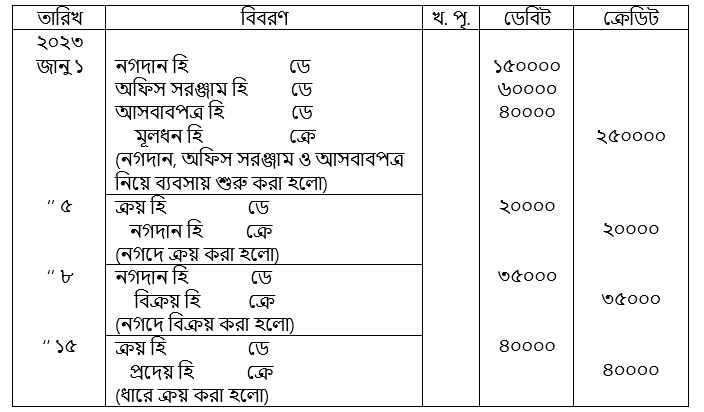 তারিখ বিবরণ খ. পৃ. ডেবিট ক্রেডিট
২০২৩
জানু ১ নগদান হি ডে ১৫০০০০
অফিস সরঞ্জাম হি ডে ৬০০০০
আসবাবপত্র হি ডে ৪০০০০
মূলধন হি ক্রে ২৫০০০০
(নগদান, অফিস সরঞ্জাম ও আসবাবপত্র
নিয়ে ব্যবসায় শুরু করা হলো)
″ ৫ ক্রয় হি ডে ২০০০০
নগদান হি ক্রে ২০০০০
(নগদে ক্রয় করা হলো)
″ ৮ নগদান হি ডে ৩৫০০০
বিক্রয় হি ক্রে ৩৫০০০
(নগদে বিক্রয় করা হলো)
″ ১৫ ক্রয় হি ডে ৪০০০০
প্রদেয় হি ক্রে ৪০০০০
(ধারে ক্রয় করা হলো)